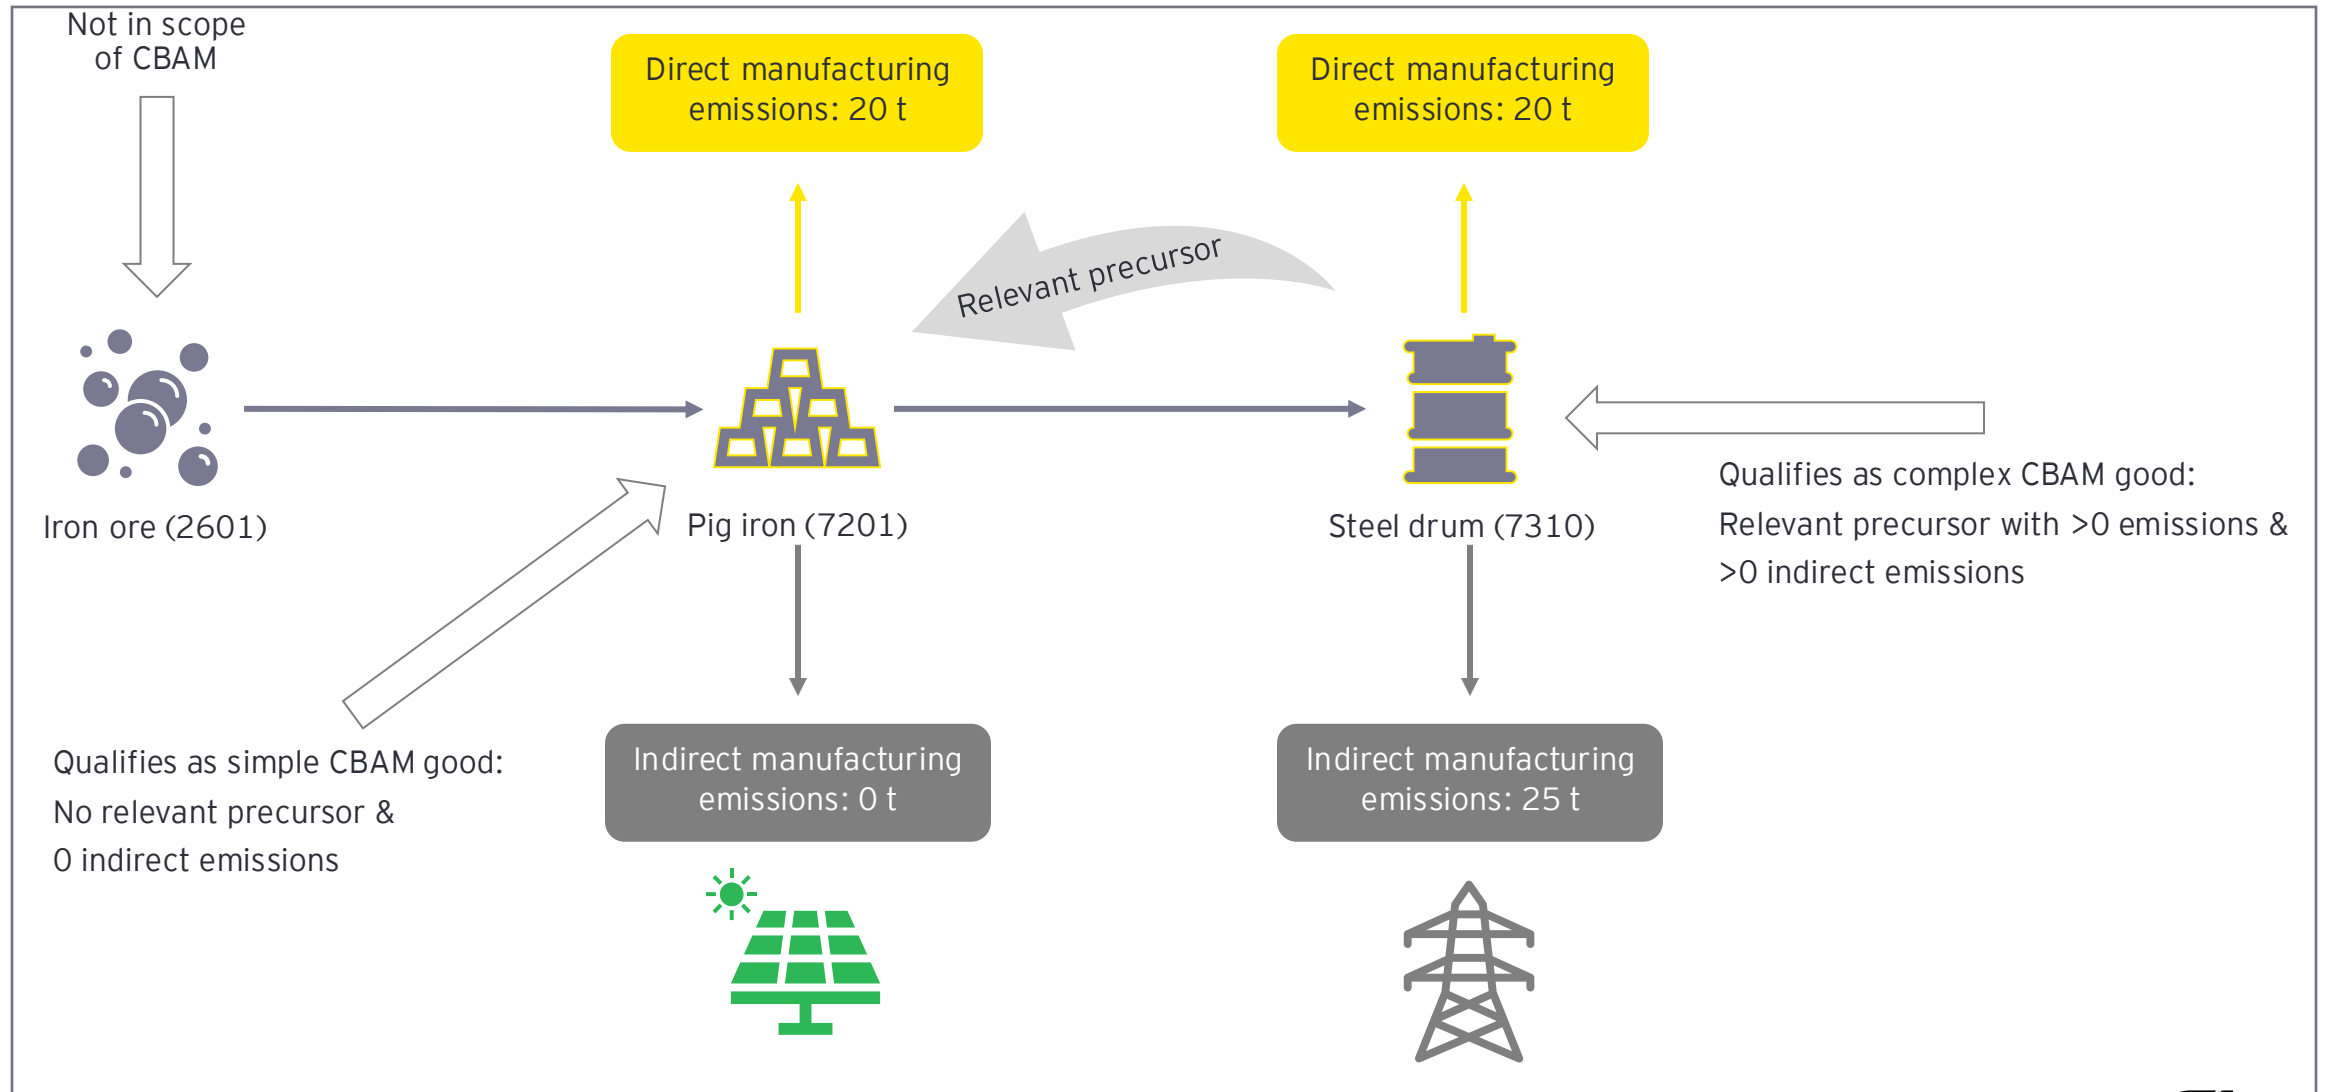 Not in scope
of CBAM
Direct manufacturing
emissions: 20 t
Direct manufacturing
emissions: 20 t
Relevant precursor
Iron ore (2601)
Pig iron (7201)
Steel drum (7310)
Qualifies as complex CBAM good:
Relevant precursor with >0 emissions &
>0 indirect emissions
Qualifies as simple CBAM good:
No relevant precursor &
0 indirect emissions
Indirect manufacturing
emissions: 0 t
Indirect manufacturing
emissions: 25 t